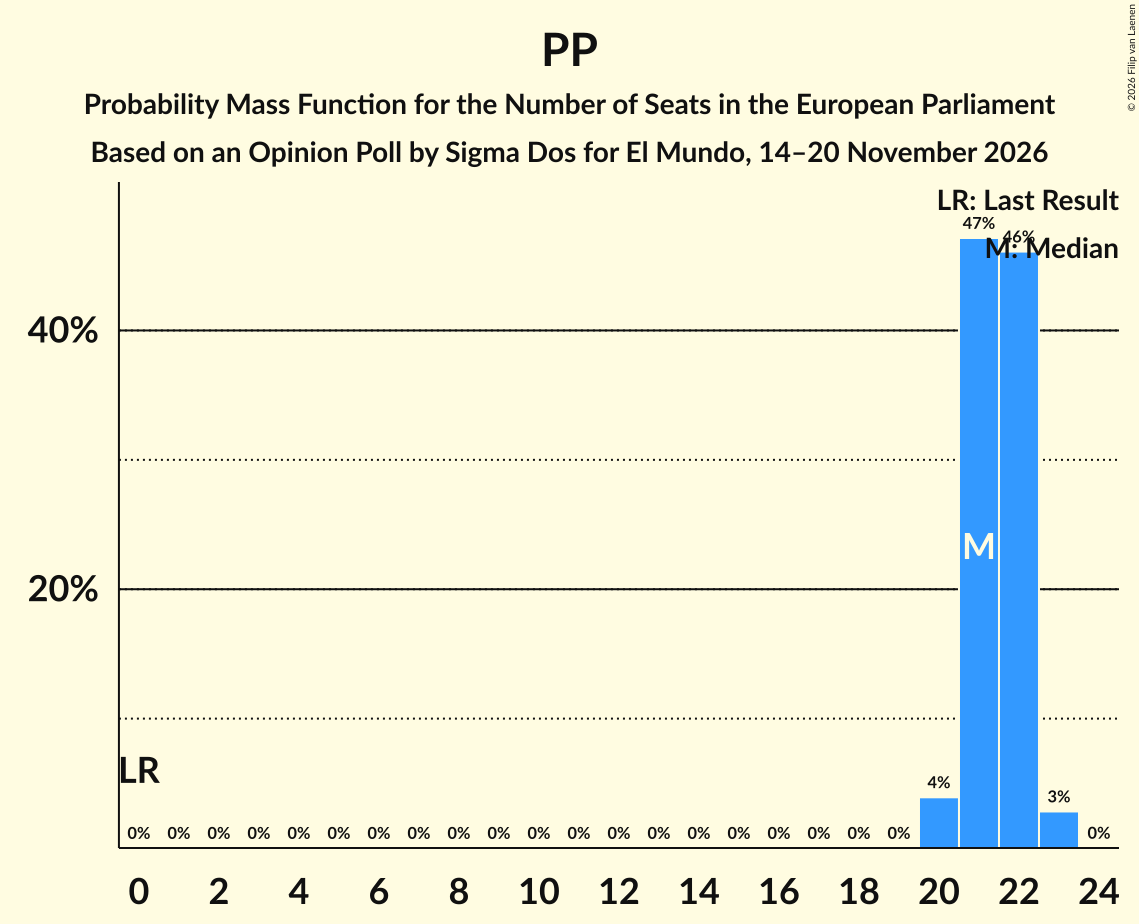 PP
Probability Mass Function for the Number of Seats in the European Parliament
Based on an Opinion Poll by Sigma Dos for El Mundo, 14–20 November 2026
© 2026 Filip van Laenen
LR: Last Result
M: Median
47%
46%
40%
20%
M
LR
4%
3%
0% 0% 0% 0% 0% 0% 0% 0% 0% 0% 0% 0% 0% 0% 0% 0% 0% 0% 0% 0% 0%
0 2 4 6 8 10 12 14 16 18 20 22 24